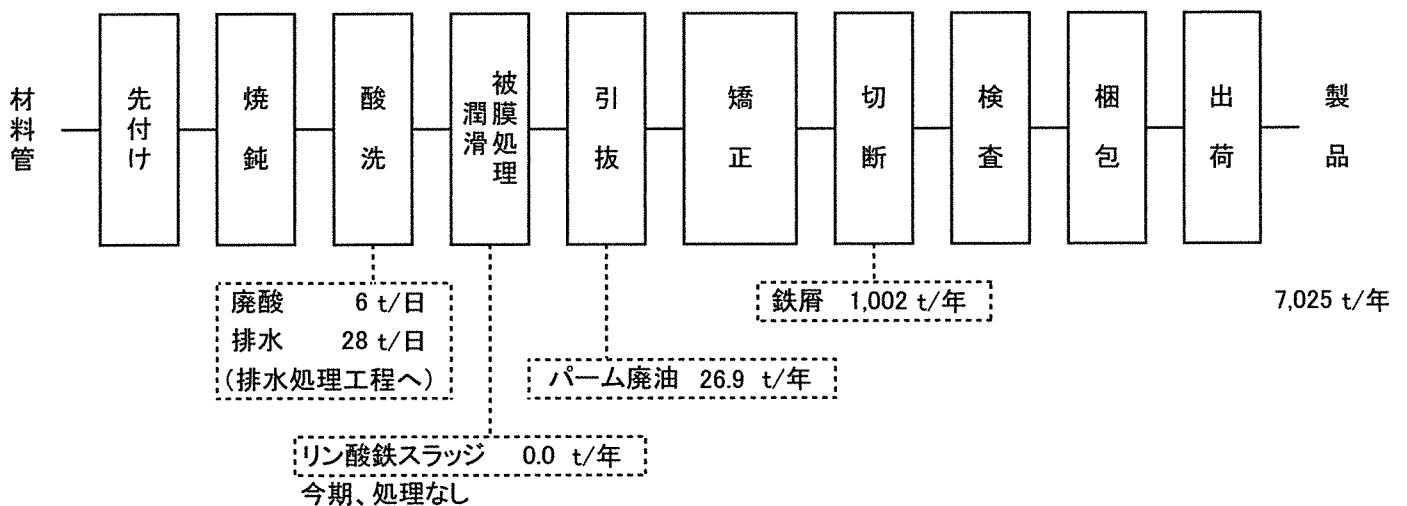 材料管
先付け
焼鈍
酸洗
被膜処理
潤滑
引抜
矯正
切断
検査
梱包
出荷
製品
廃酸 6 t/日
排水 28 t/日
(排水処理工程へ)
鉄屑 1,002 t/年
7,025 t/年
パーム廃油 26.9 t/年
リン酸鉄スラッジ 0.0 t/年
今期、処理なし